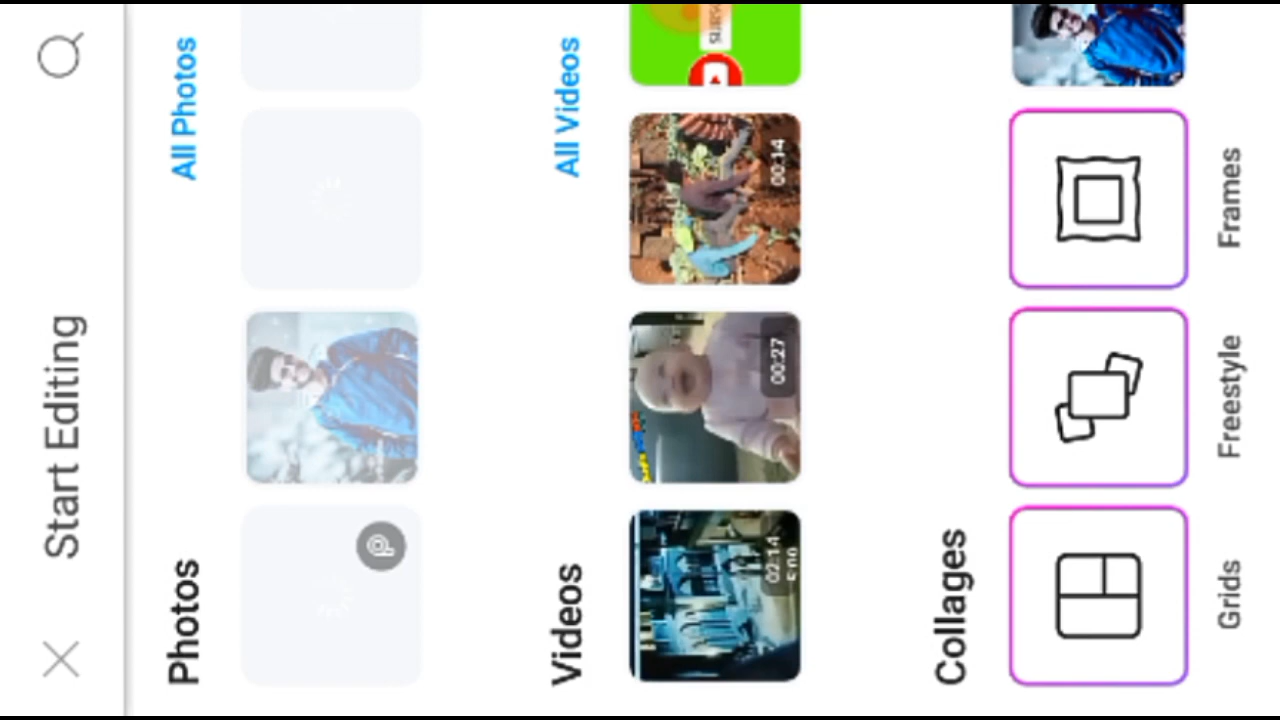 Start Editing
Photos
All Photos
Videos
All Videos
02:14
00:27
00:14
Collages
Grids
Freestyle
Frames